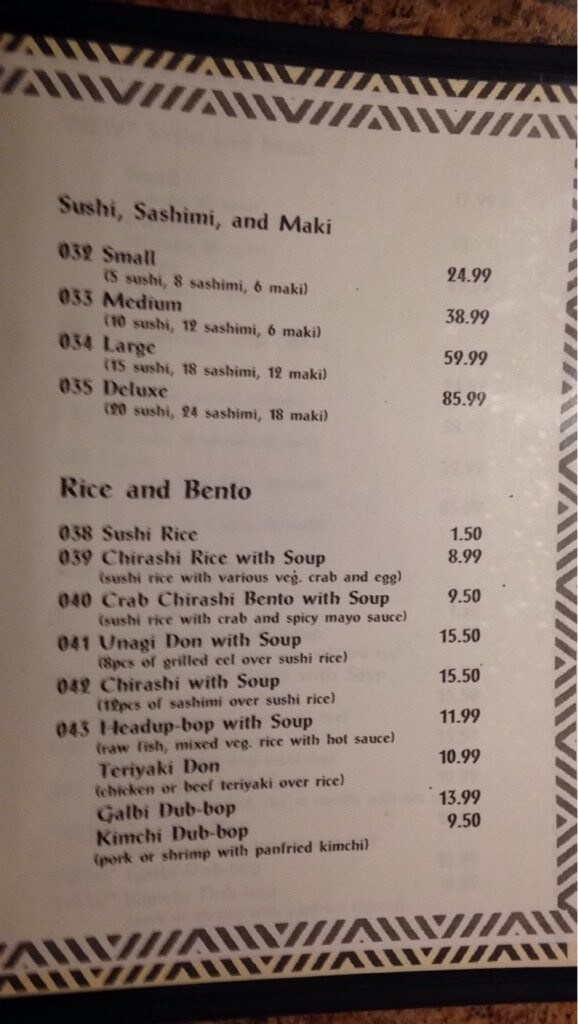 Sushi, Sashimi, and Maki
032 Small 24.99
(5 sushi, 8 sashimi, 6 maki)
033 Medium 38.99
(10 sushi, 12 sashimi, 6 maki)
034 Large 59.99
(15 sushi, 18 sashimi, 12 maki)
035 Deluxe 85.99
(20 sushi, 24 sashimi, 18 maki)
Rice and Bento
038 Sushi Rice 1.50
039 Chirashi Rice with Soup 8.99
(sushi rice with various veg. crab and egg)
040 Crab Chirashi Bento with Soup 9.50
(sushi rice with crab and spicy mayo sauce)
041 Unagi Don with Soup 15.50
(8pcs of grilled eel over sushi rice)
042 Chirashi with Soup 15.50
(12pcs of sashimi over sushi rice)
043 Headup-bop with Soup 11.99
(raw fish, mixed veg. rice with hot sauce)
Teriyaki Don 10.99
(chicken or beef teriyaki over rice)
Galbi Dub-bop 13.99
Kimchi Dub-bop 9.50
(pork or shrimp with panfried kimchi)